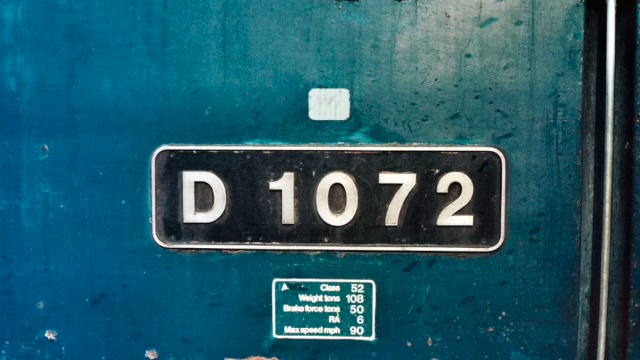 D 1072
A Class 52
Weight tons 108
Brake force tons 50
RA 6
Max speed mph 90